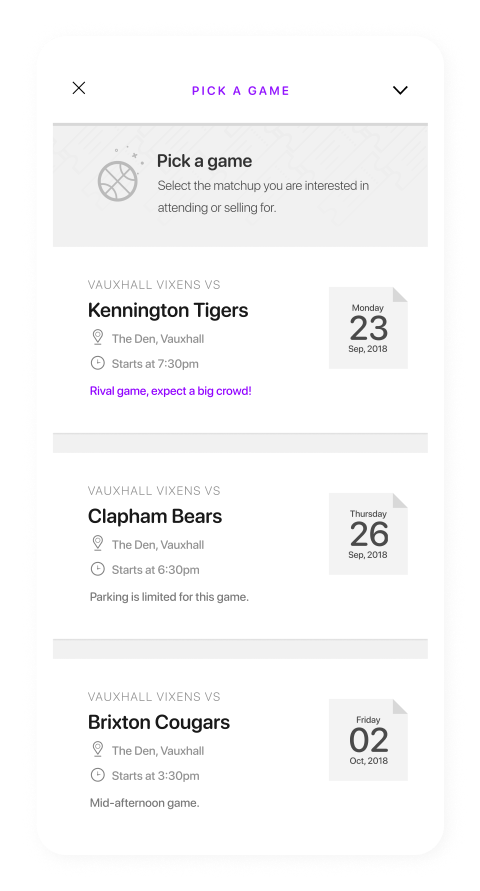 PICK A GAME
Pick a game
Select the matchup you are interested in
attending or selling for.
VAUXHALL VIXENS VS
Kennington Tigers
The Den, Vauxhall
Starts at 7:30pm
Rival game, expect a big crowd!
Monday
23
Sep, 2018
VAUXHALL VIXENS VS
Clapham Bears
The Den, Vauxhall
Starts at 6:30pm
Parking is limited for this game.
Thursday
26
Sep, 2018
VAUXHALL VIXENS VS
Brixton Cougars
The Den, Vauxhall
Starts at 3:30pm
Mid-afternoon game.
Friday
02
Oct, 2018